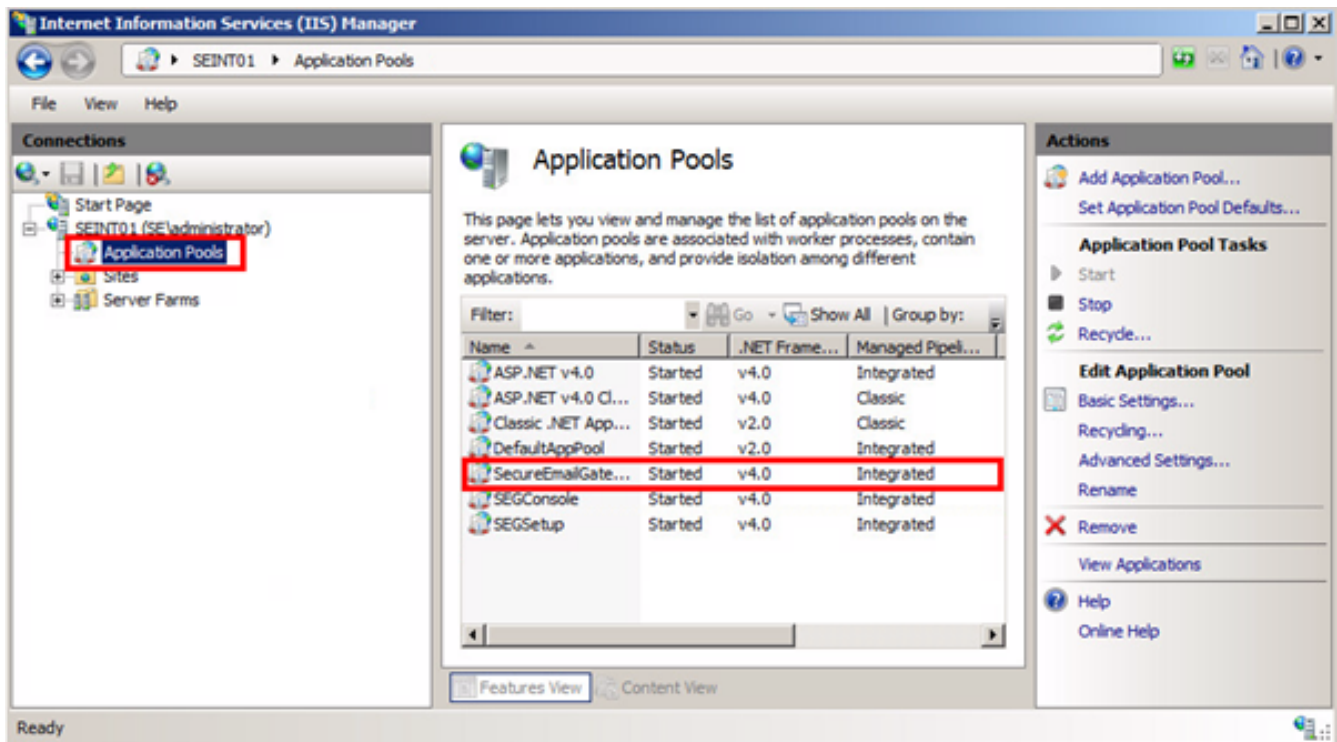 Internet Information Services (IIS) Manager
SEINT01 Application Pools
File View Help
Connections
Start Page
SEINT01 (SE\administrator)
Application Pools
Sites
Server Farms
Application Pools
This page lets you view and manage the list of application pools on the
server. Application pools are associated with worker processes, contain
one or more applications, and provide isolation among different
applications.
Filter: Go Show All Group by:
Name Status .NET Frame... Managed Pipeli...
ASP.NET v4.0 Started v4.0 Integrated
ASP.NET v4.0 Cl... Started v4.0 Classic
Classic .NET App... Started v2.0 Classic
DefaultAppPool Started v2.0 Integrated
SecureEmailGate... Started v4.0 Integrated
SEGConsole Started v4.0 Integrated
SEGSetup Started v4.0 Integrated
Features View Content View
Actions
Add Application Pool...
Set Application Pool Defaults...
Application Pool Tasks
Start
Stop
Recycle...
Edit Application Pool
Basic Settings...
Recycling...
Advanced Settings...
Rename
Remove
View Applications
Help
Online Help
Ready